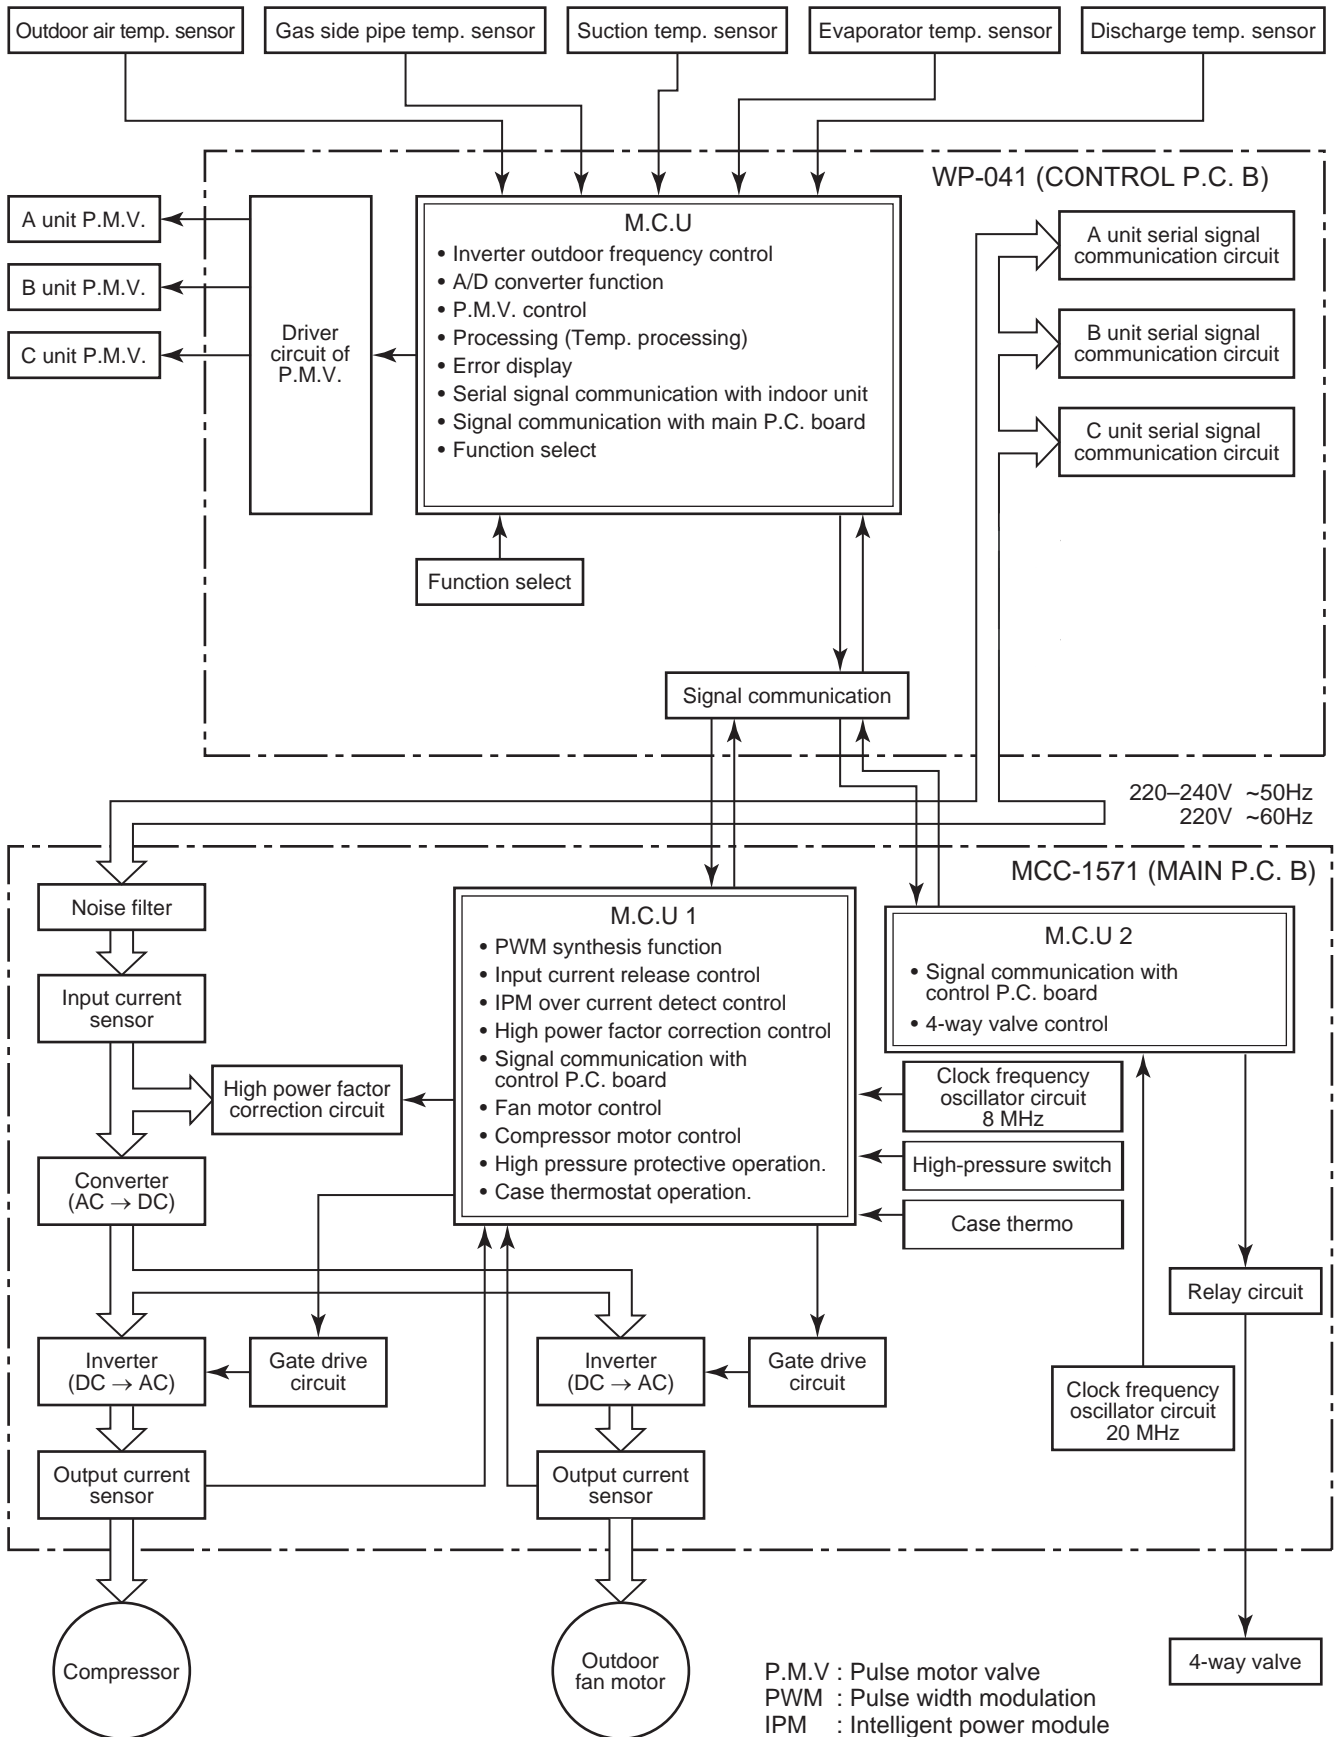 Outdoor air temp. sensor
Gas side pipe temp. sensor
Suction temp. sensor
Evaporator temp. sensor
Discharge temp. sensor
WP-041 (CONTROL P.C. B)
A unit P.M.V.
B unit P.M.V.
C unit P.M.V.
Driver
circuit of
P.M.V.
M.C.U
• Inverter outdoor frequency control
• A/D converter function
• P.M.V. control
• Processing (Temp. processing)
• Error display
• Serial signal communication with indoor unit
• Signal communication with main P.C. board
• Function select
A unit serial signal
communication circuit
B unit serial signal
communication circuit
C unit serial signal
communication circuit
Function select
Signal communication
220–240V ~50Hz
220V ~60Hz
MCC-1571 (MAIN P.C. B)
Noise filter
Input current
sensor
High power factor
correction circuit
Converter
(AC → DC)
M.C.U 1
• PWM synthesis function
• Input current release control
• IPM over current detect control
• High power factor correction control
• Signal communication with
control P.C. board
• Fan motor control
• Compressor motor control
• High pressure protective operation.
• Case thermostat operation.
M.C.U 2
• Signal communication with
control P.C. board
• 4-way valve control
Clock frequency
oscillator circuit
8 MHz
High-pressure switch
Case thermo
Relay circuit
Inverter
(DC → AC)
Gate drive
circuit
Inverter
(DC → AC)
Gate drive
circuit
Clock frequency
oscillator circuit
20 MHz
Output current
sensor
Output current
sensor
Compressor
Outdoor
fan motor
4-way valve
P.M.V : Pulse motor valve
PWM : Pulse width modulation
IPM : Intelligent power module